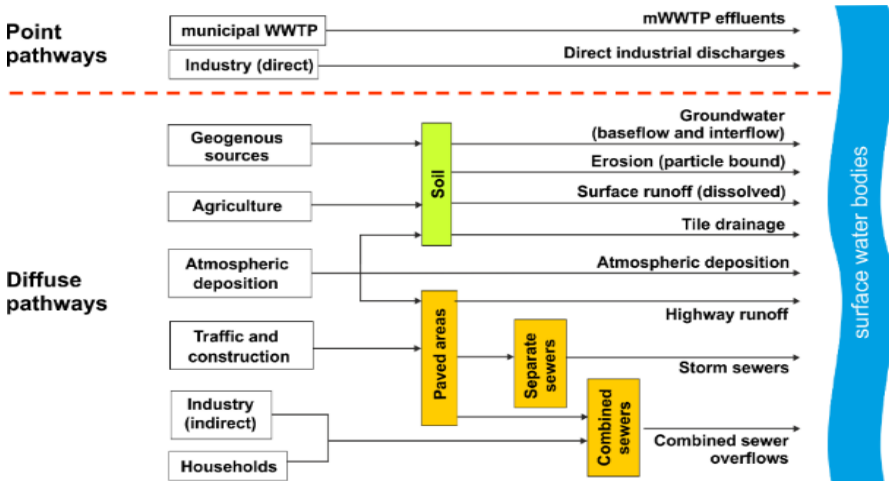 Point
pathways
municipal WWTP
mWWTP effluents
Industry (direct)
Direct industrial discharges
Diffuse
pathways
Geogenous
sources
Agriculture
Atmospheric
deposition
Traffic and
construction
Industry
(indirect)
Households
Soil
Paved areas
Separate
sewers
Combined
sewers
Groundwater
(baseflow and interflow)
Erosion (particle bound)
Surface runoff (dissolved)
Tile drainage
Atmospheric deposition
Highway runoff
Storm sewers
Combined sewer
overflows
surface water bodies